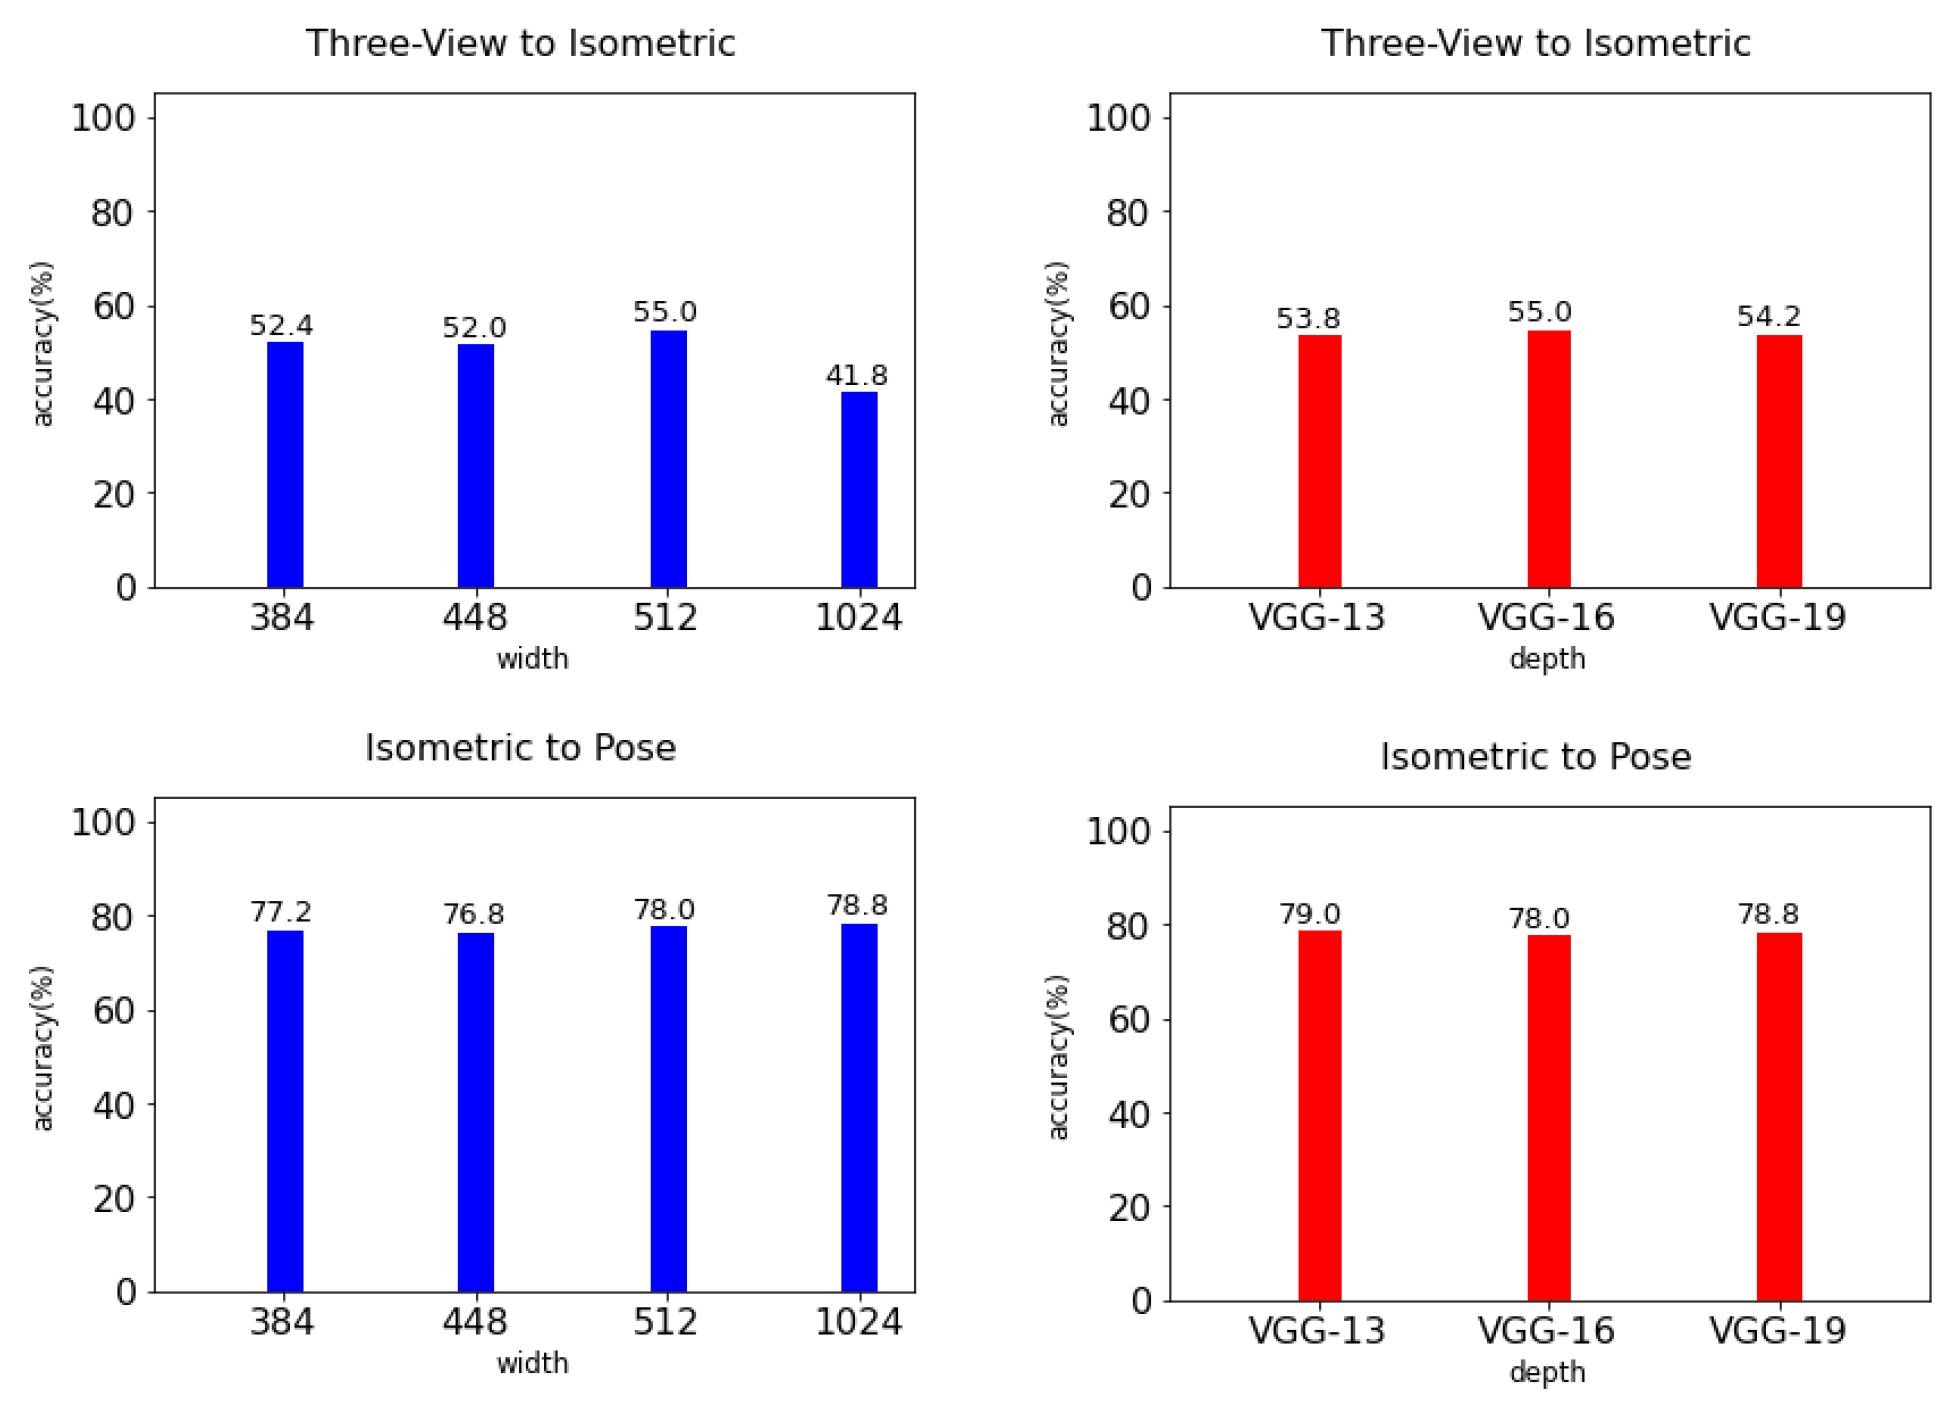 Three-View to Isometric
accuracy(%)
100
80
60
40
20
0
52.4
52.0
55.0
41.8
384
448
512
1024
width
Three-View to Isometric
accuracy(%)
100
80
60
40
20
0
53.8
55.0
54.2
VGG-13
VGG-16
VGG-19
depth
Isometric to Pose
accuracy(%)
100
80
60
40
20
0
77.2
76.8
78.0
78.8
384
448
512
1024
width
Isometric to Pose
accuracy(%)
100
80
60
40
20
0
79.0
78.0
78.8
VGG-13
VGG-16
VGG-19
depth